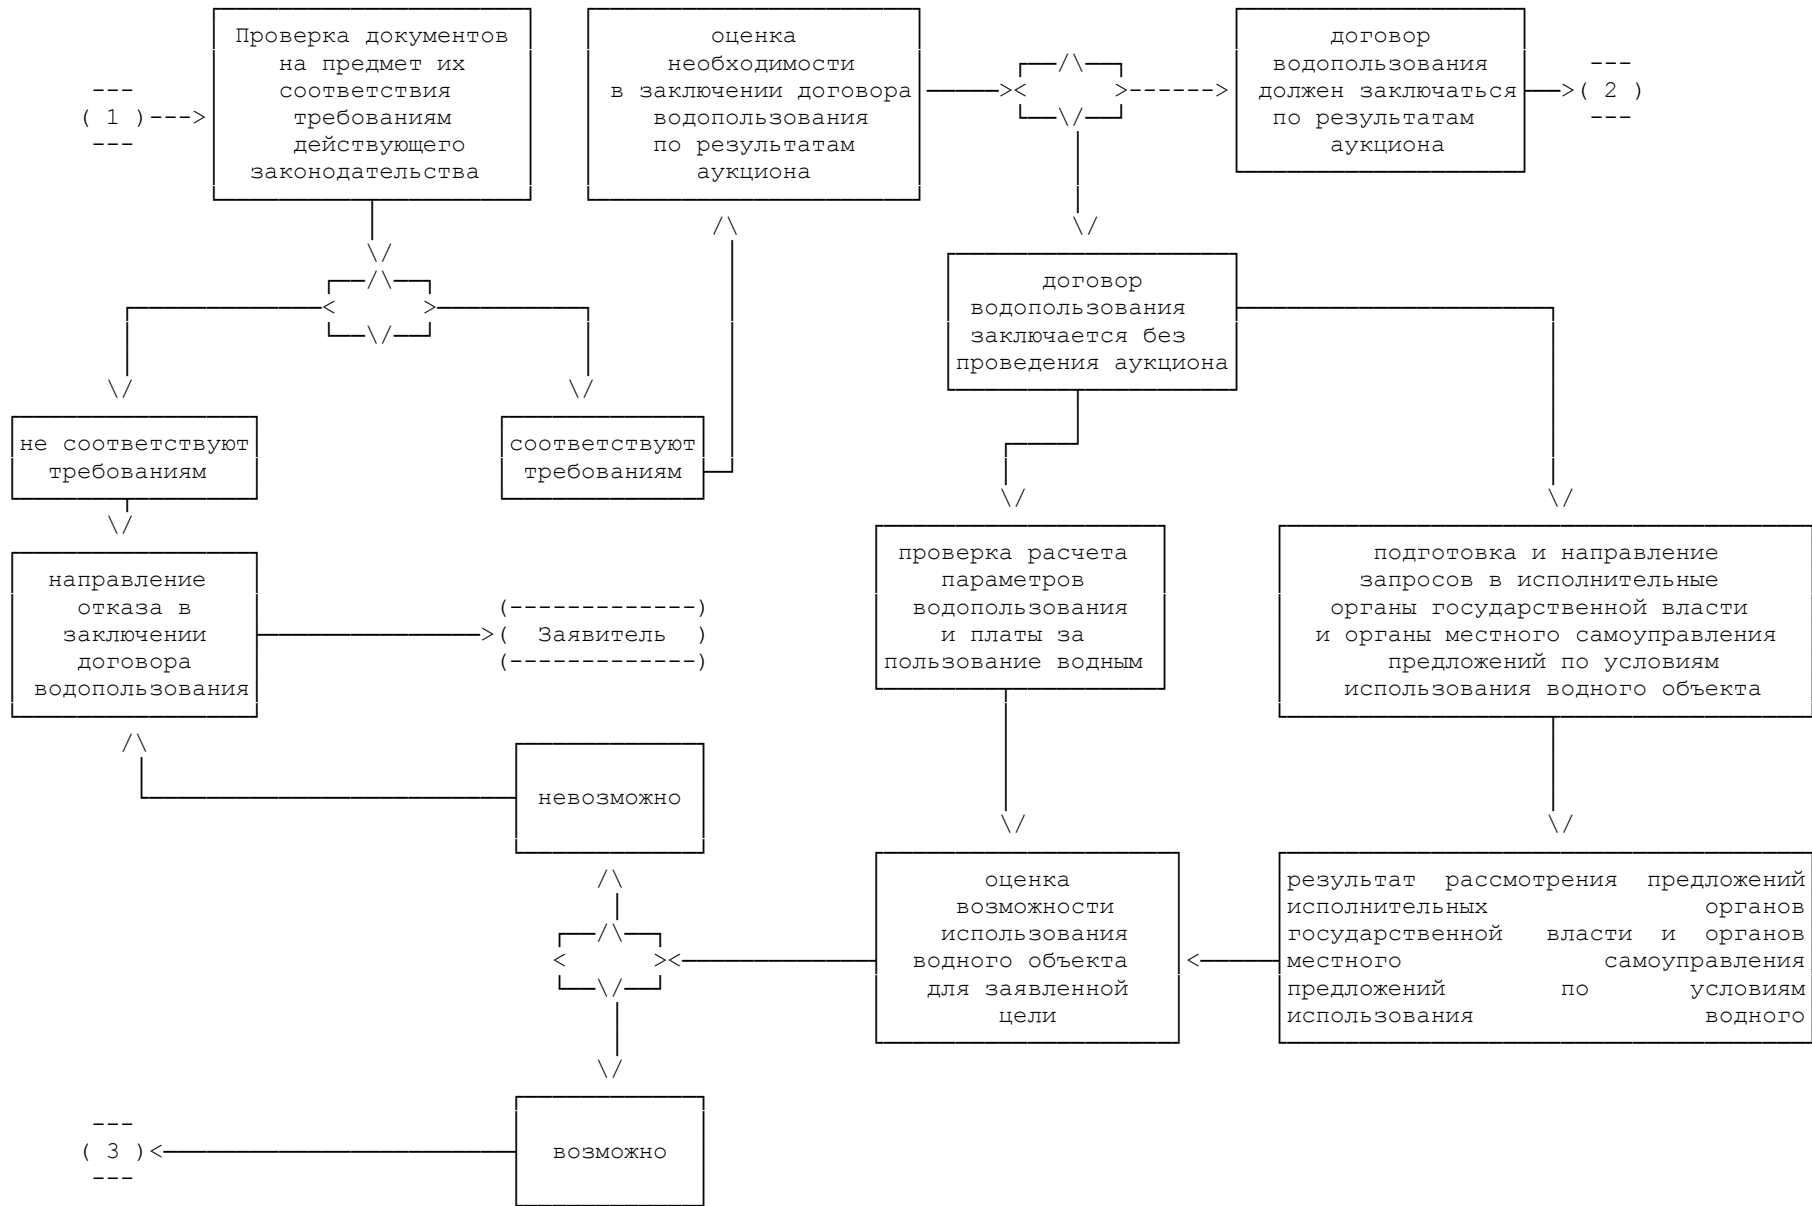 Проверка документов
на предмет их
соответствия
требованиям
действующего
законодательства
оценка
необходимости
в заключении договора
водопользования
по результатам
аукциона
договор
водопользования
должен заключаться
по результатам
аукциона
( 1 )
( 2 )
договор
водопользования
заключается без
проведения аукциона
не соответствуют
требованиям
соответствуют
требованиям
направление
отказа в
заключении
договора
водопользования
( Заявитель )
проверка расчета
параметров
водопользования
и платы за
пользование водным
подготовка и направление
запросов в исполнительные
органы государственной власти
и органы местного самоуправления
предложений по условиям
использования водного объекта
невозможно
оценка
возможности
использования
водного объекта
для заявленной
цели
результат рассмотрения предложений
исполнительных органов
государственной власти и органов
местного самоуправления
предложений по условиям
использования водного
( 3 )
возможно